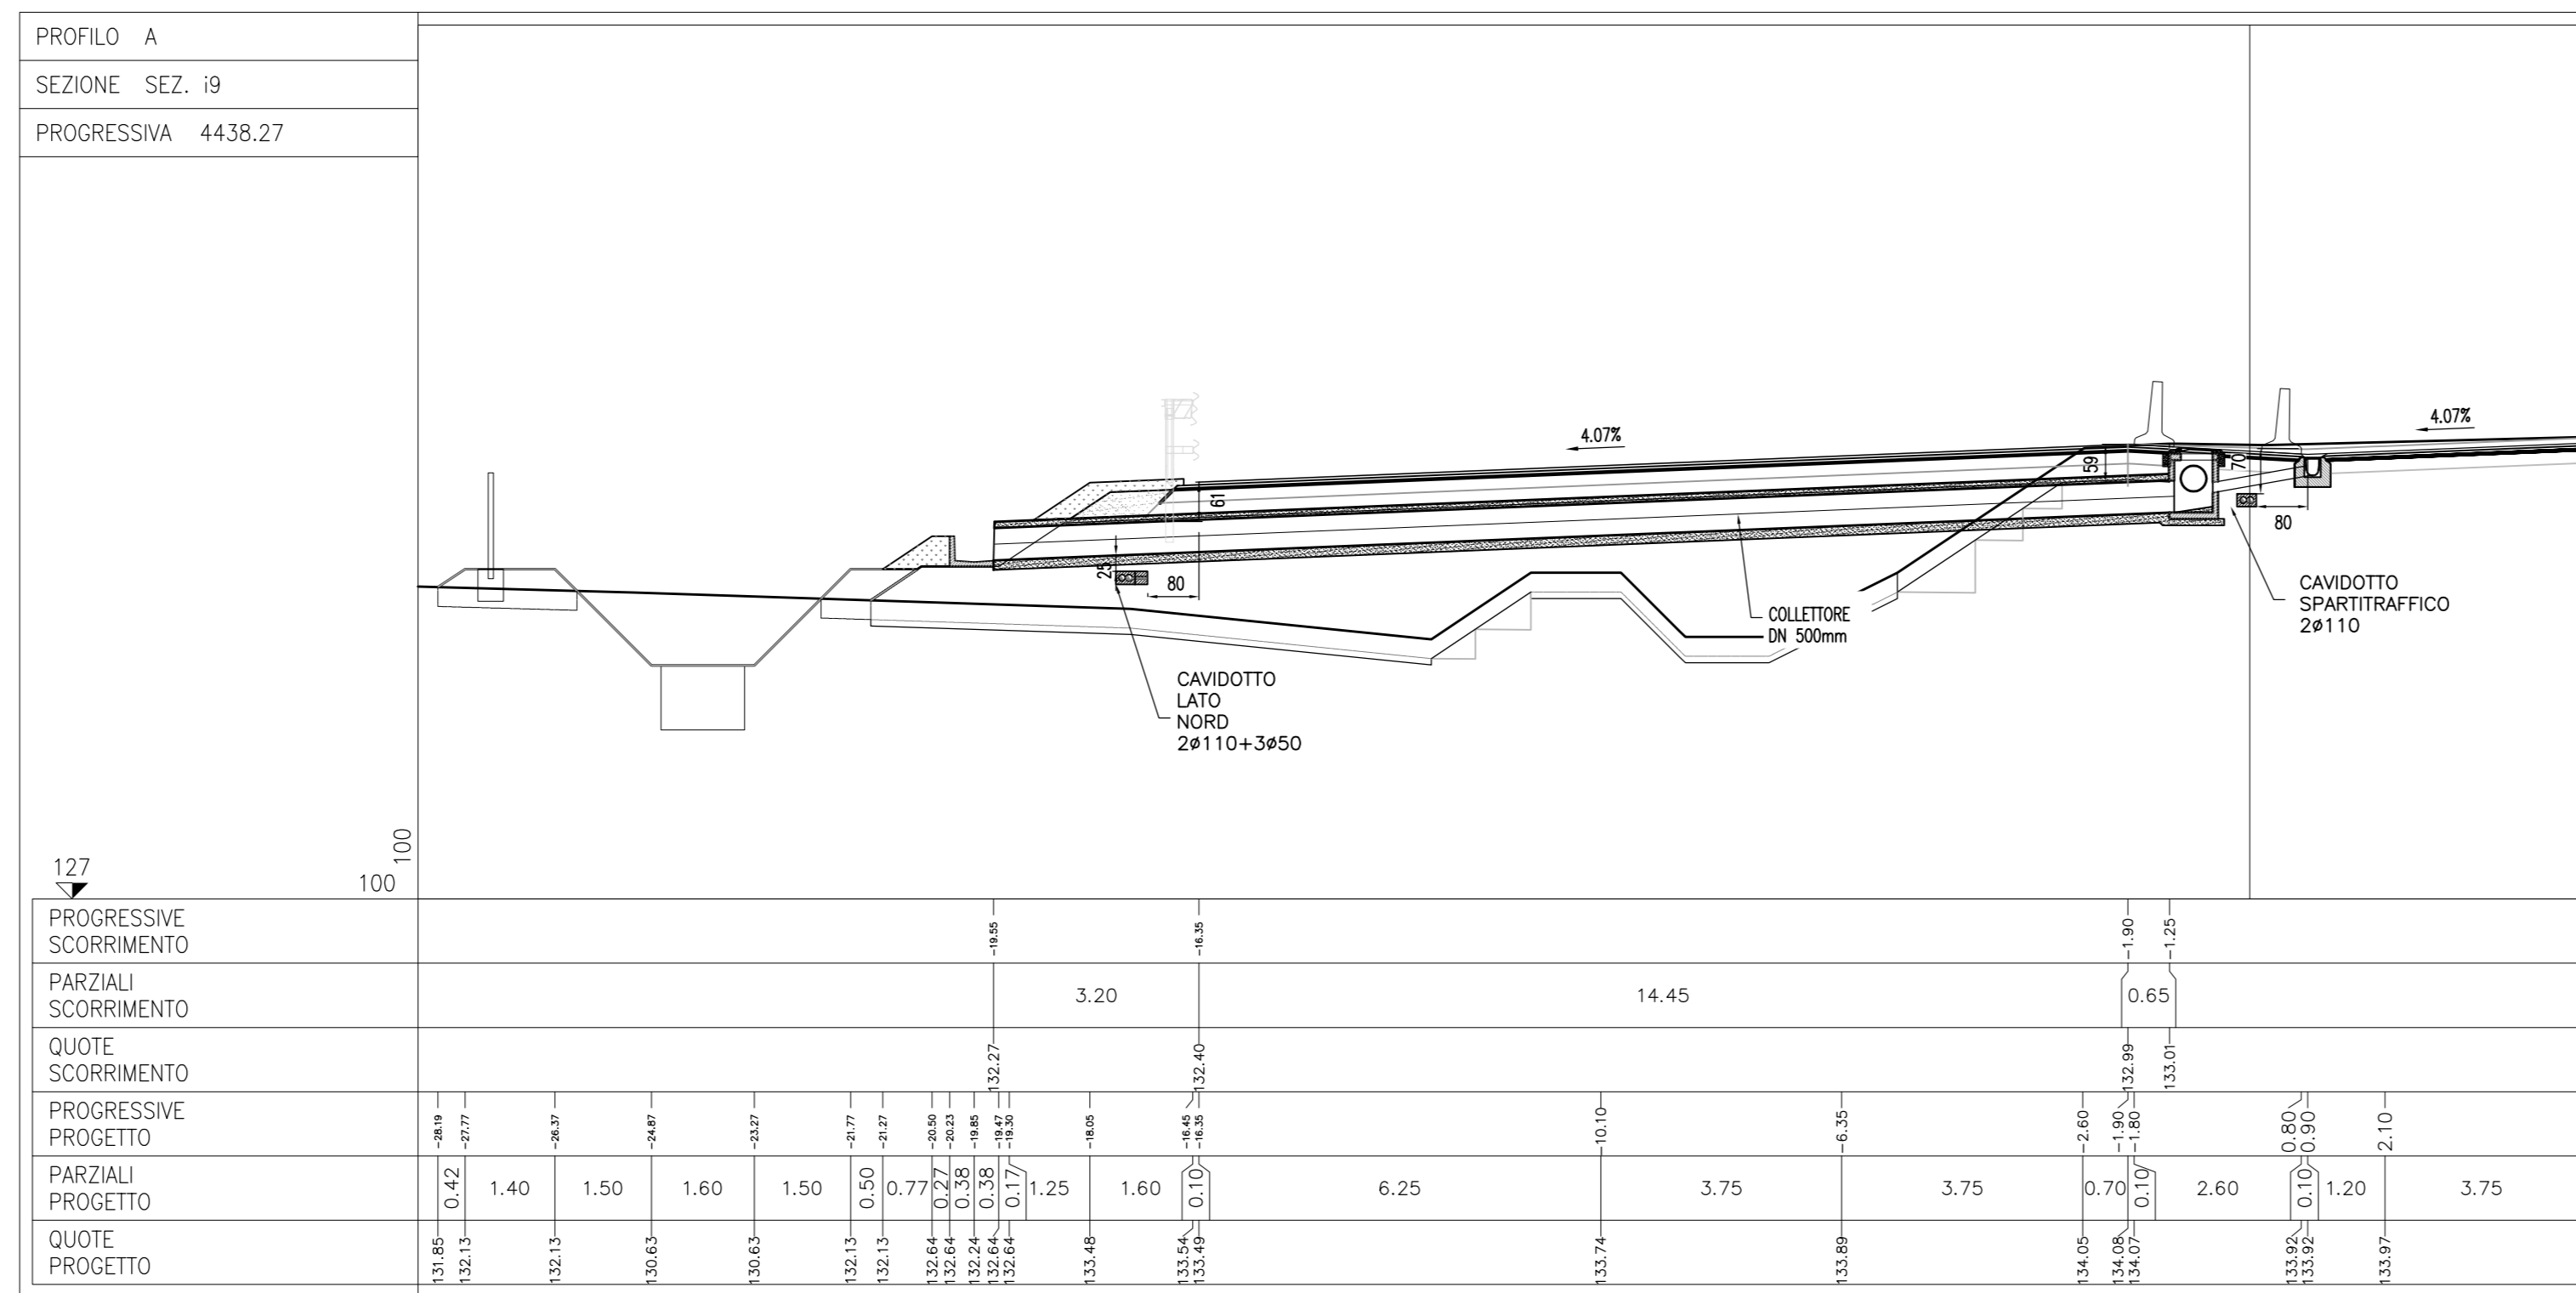 PROFILO A
SEZIONE SEZ. i9
PROGRESSIVA 4438.27
4.07%
4.07%
59
70
61
80
25
80
COLLETTORE
DN 500mm
CAVIDOTTO
SPARTITRAFFICO
2ø110
CAVIDOTTO
LATO
NORD
2ø110+3ø50
100
127
100
PROGRESSIVE
SCORRIMENTO
-19.55 -16.35 -1.90 -1.25
PARZIALI
SCORRIMENTO
3.20 14.45 0.65
QUOTE
SCORRIMENTO
132.27 132.40 132.99 133.01
PROGRESSIVE
PROGETTO
-28.19 -27.77 -26.37 -24.87 -23.27 -21.77 -21.27 -20.50 -20.23 -19.85 -19.47 -19.30 -18.05 -16.45 -16.35 -10.10 -6.35 -2.60 -1.90 -1.80 0.80 0.90 2.10
PARZIALI
PROGETTO
0.42 1.40 1.50 1.60 1.50 0.50 0.77 0.27 0.38 0.38 0.17 1.25 1.60 0.10 6.25 3.75 3.75 0.70 0.10 2.60 0.10 1.20 3.75
QUOTE
PROGETTO
131.85 132.13 132.13 130.63 130.63 132.13 132.13 132.64 132.64 132.24 132.64 132.64 133.48 133.54 133.49 133.74 133.89 134.05 134.08 134.07 133.92 133.92 133.97